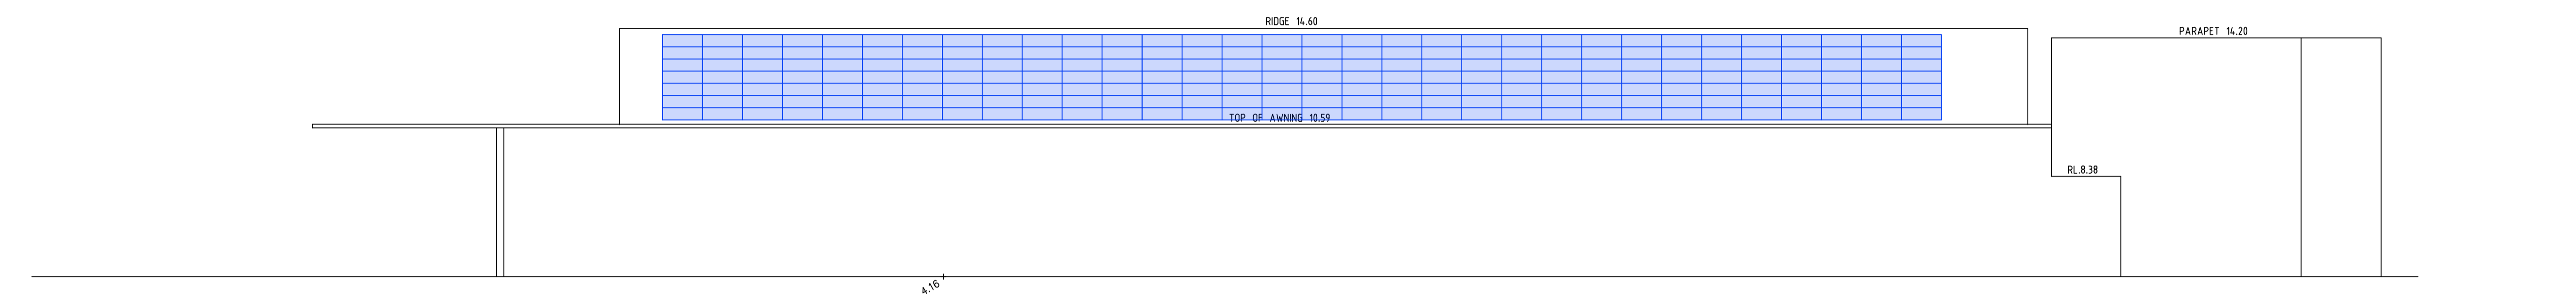 RIDGE 14.60
PARAPET 14.20
TOP OF AWNING 10.59
RL.8.38
4.16